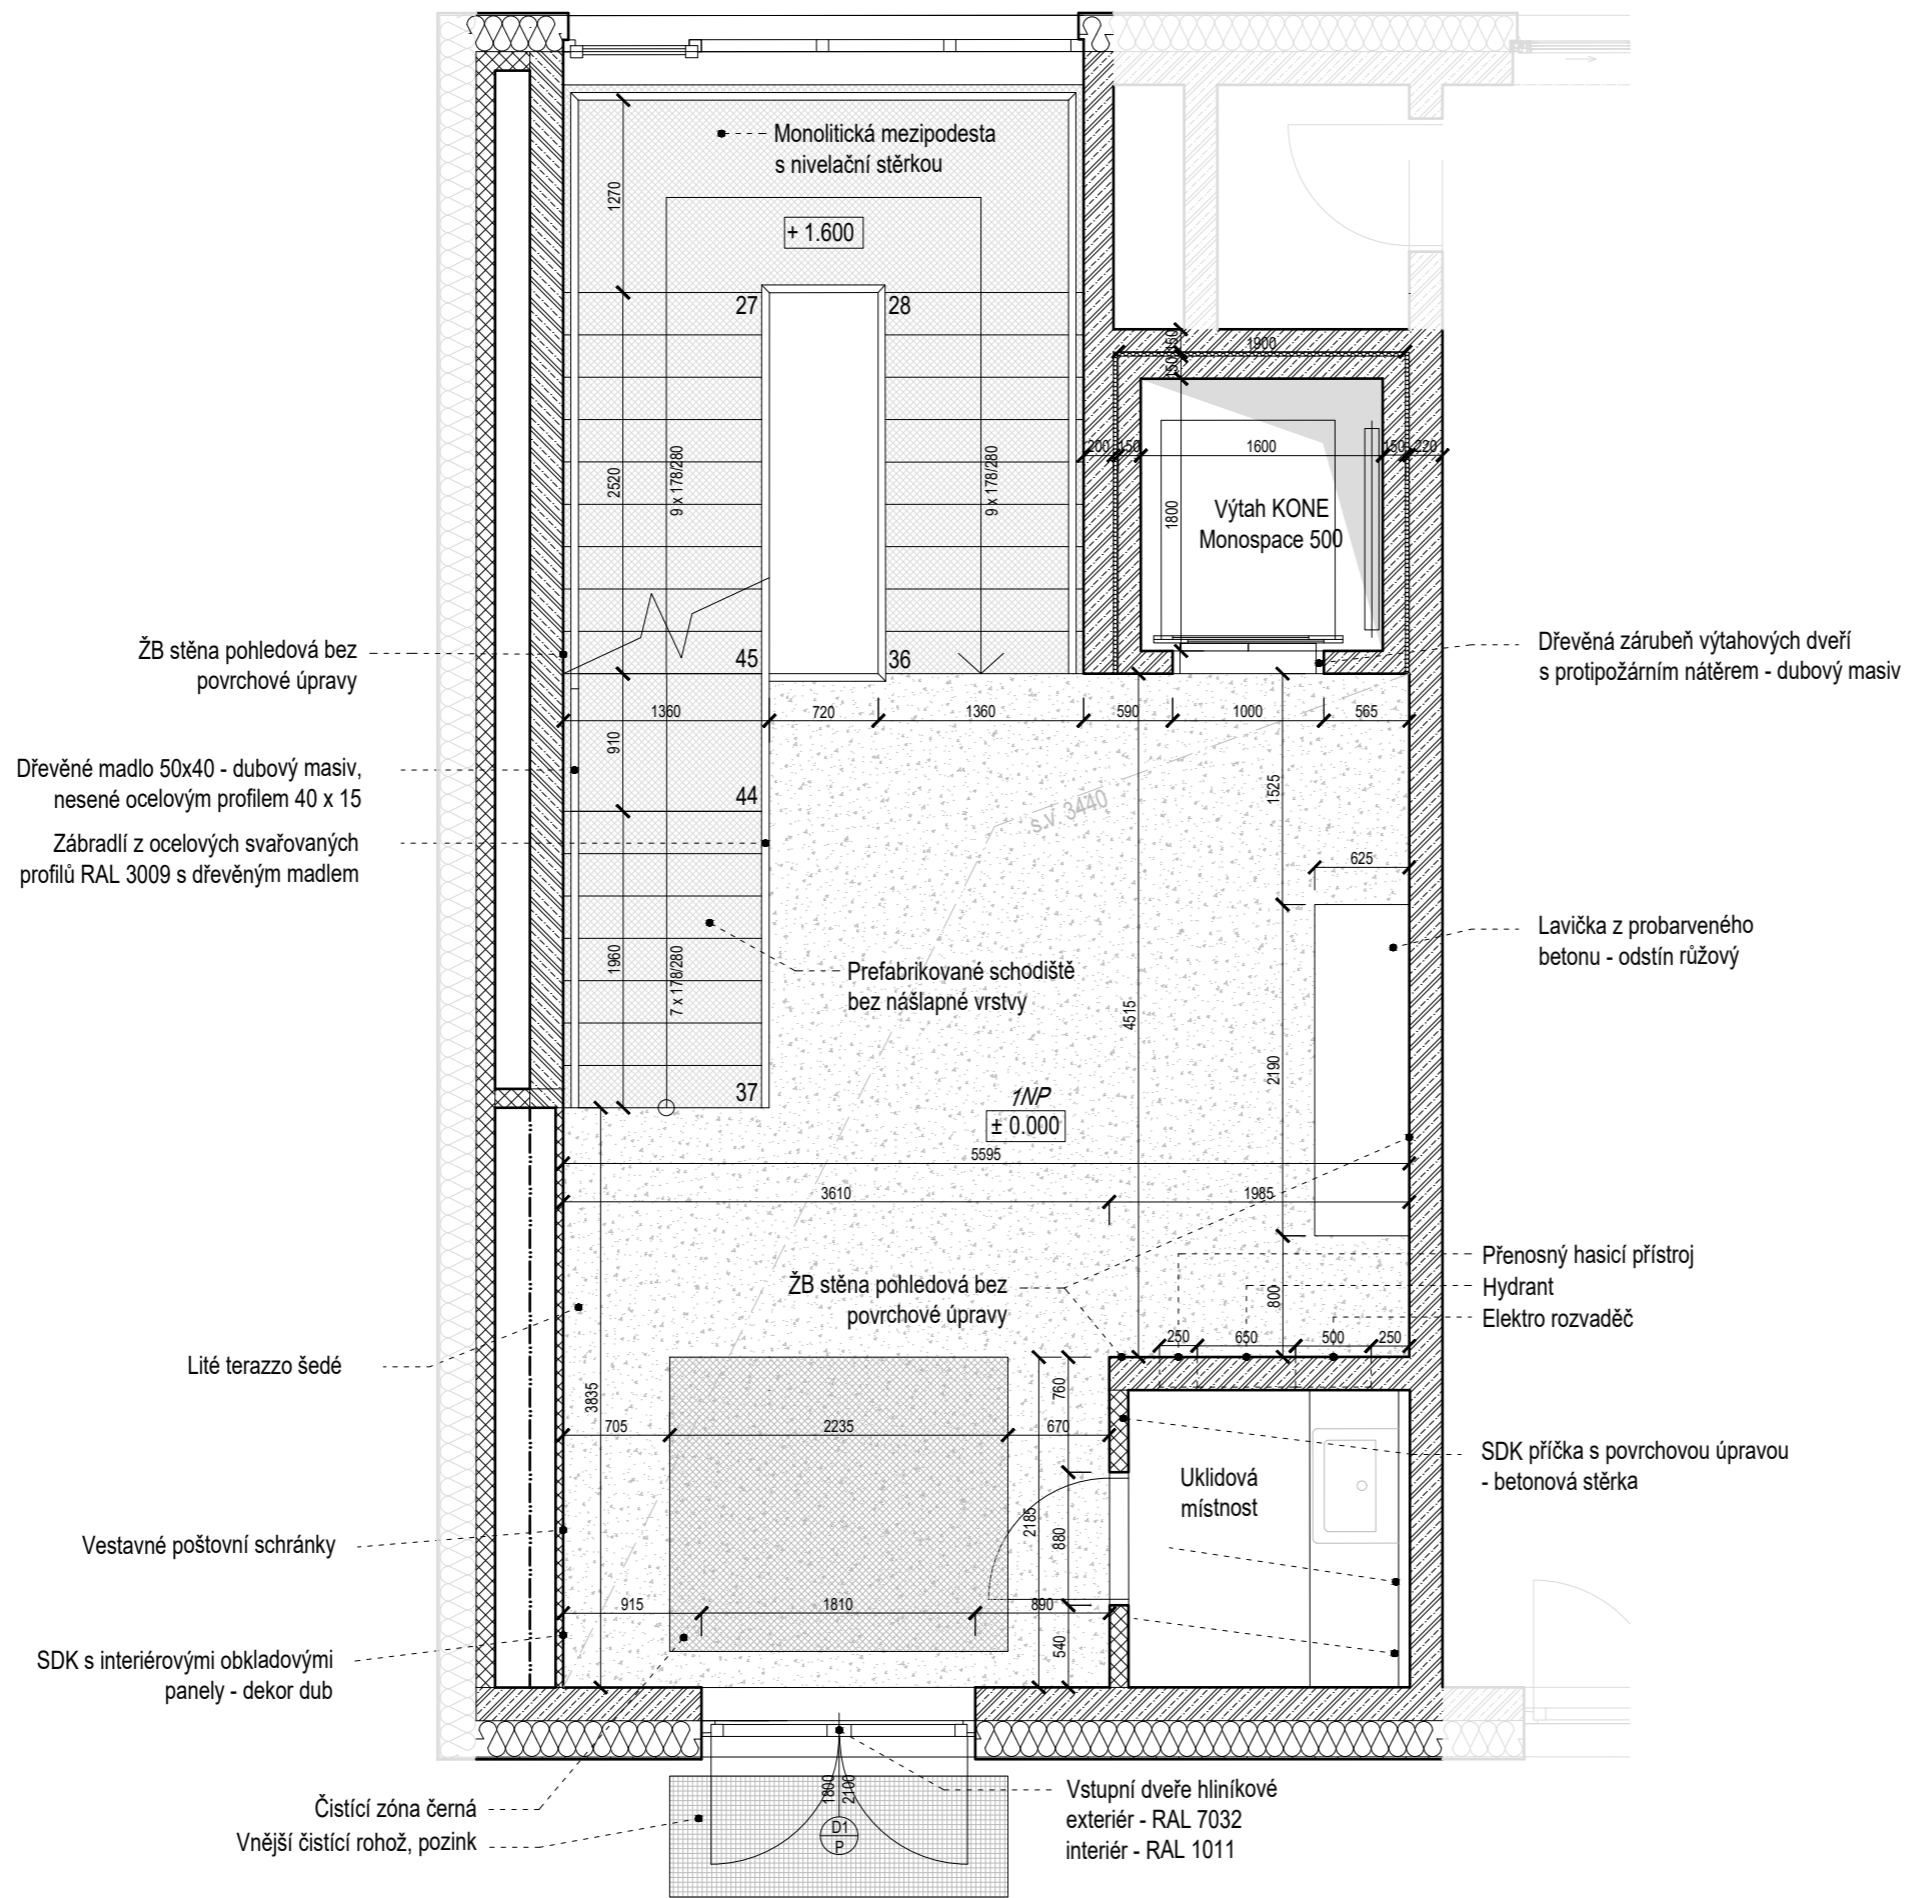 Monolitická mezipodesta
s nivelační stěrkou
1270
+ 1.600
27
28
150
150
1900
2520
9 x 178/280
9 x 178/280
200
150
1600
150
220
1800
Výtah KONE
Monospace 500
ŽB stěna pohledová bez
povrchové úpravy
45
36
Dřevěná zárubeň výtahových dveří
s protipožárním nátěrem - dubový masiv
1360
720
1360
590
1000
565
910
Dřevěné madlo 50x40 - dubový masiv,
nesené ocelovým profilem 40 x 15
44
1525
s.v. 3440
Zábradlí z ocelových svařovaných
profilů RAL 3009 s dřevěným madlem
625
Lavička z probarveného
betonu - odstín růžový
1960
7 x 178/280
Prefabrikované schodiště
bez nášlapné vrstvy
4515
2190
37
1NP
± 0.000
5595
3610
1985
ŽB stěna pohledová bez
povrchové úpravy
800
Přenosný hasicí přístroj
Hydrant
Elektro rozvaděč
250
650
500
250
Lité terazzo šedé
3835
760
705
2235
670
SDK příčka s povrchovou úpravou
- betonová stěrka
Uklidová
místnost
2185
880
Vestavné poštovní schránky
915
1810
890
540
SDK s interiérovými obkladovými
panely - dekor dub
Čistící zóna černá
Vnější čistící rohož, pozink
1800
2100
D1
P
Vstupní dveře hliníkové
exteriér - RAL 7032
interiér - RAL 1011